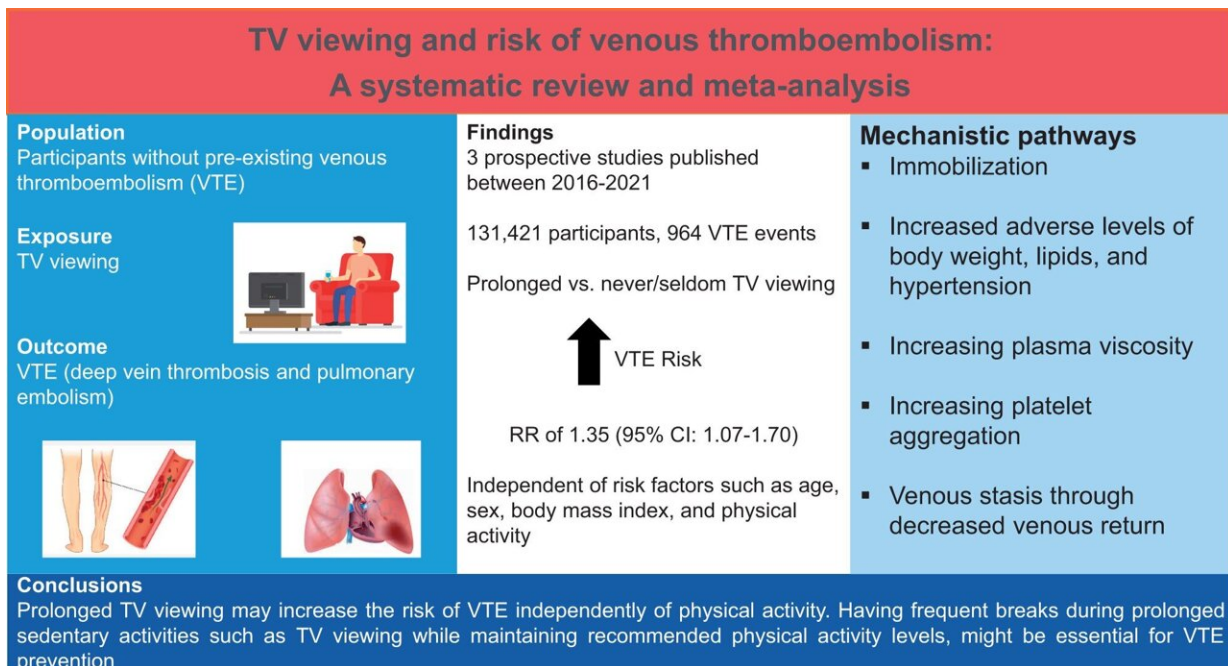 TV viewing and risk of venous thromboembolism:
A systematic review and meta-analysis
Population
Participants without pre-existing venous
thromboembolism (VTE)
Exposure
TV viewing
Outcome
VTE (deep vein thrombosis and pulmonary
embolism)
Findings
3 prospective studies published
between 2016-2021
131,421 participants, 964 VTE events
Prolonged vs. never/seldom TV viewing
VTE Risk
RR of 1.35 (95% CI: 1.07-1.70)
Independent of risk factors such as age,
sex, body mass index, and physical
activity
Mechanistic pathways
▪ Immobilization
▪ Increased adverse levels of
body weight, lipids, and
hypertension
▪ Increasing plasma viscosity
▪ Increasing platelet
aggregation
▪ Venous stasis through
decreased venous return
Conclusions
Prolonged TV viewing may increase the risk of VTE independently of physical activity. Having frequent breaks during prolonged
sedentary activities such as TV viewing while maintaining recommended physical activity levels, might be essential for VTE
prevention